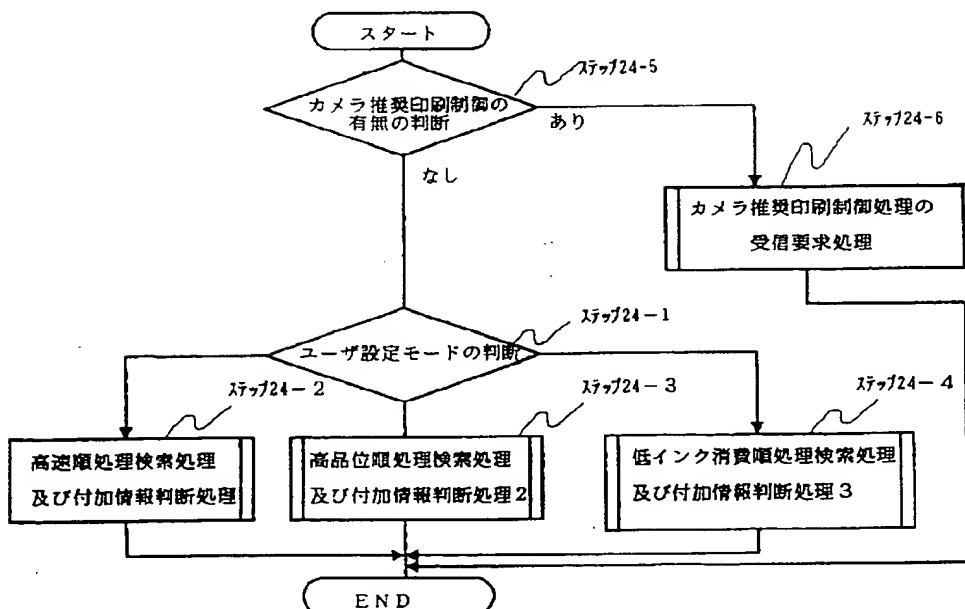 スタート
ステップ24-5
カメラ推奨印刷制御の
有無の判断
あり
なし
ステップ24-6
カメラ推奨印刷制御処理の
受信要求処理
ステップ24-1
ユーザ設定モードの判断
ステップ24-2
ステップ24-3
ステップ24-4
高速順処理検索処理
及び付加情報判断処理
高品位順処理検索処理
及び付加情報判断処理2
低インク消費順処理検索処理
及び付加情報判断処理3
END